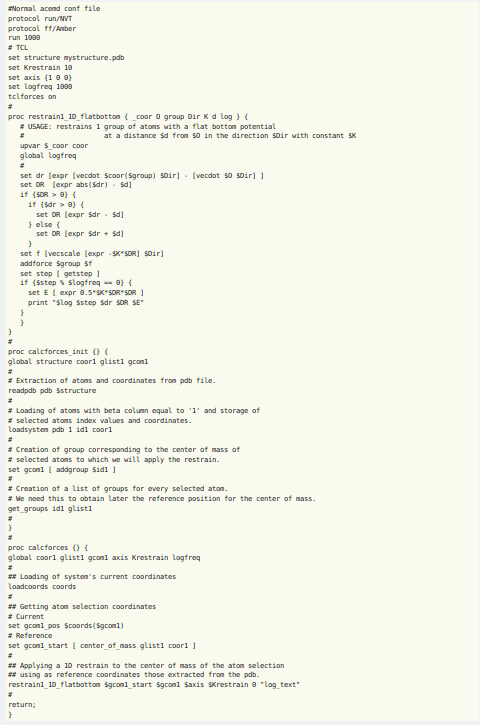 #Normal acemd conf file
protocol run/NVT
protocol ff/Amber
run 1000
# TCL
set structure mystructure.pdb
set Krestrain 10
set axis {1 0 0}
set logfreq 1000
tclforces on
#
proc restrain1_1D_flatbottom { _coor O group Dir K d log } {
# USAGE: restrains 1 group of atoms with a flat bottom potential
# at a distance $d from $O in the direction $Dir with constant $K
upvar $_coor coor
global logfreq
#
set dr [expr [vecdot $coor($group) $Dir] - [vecdot $O $Dir] ]
set DR [expr abs($dr) - $d]
if {$DR > 0} {
if {$dr > 0} {
set DR [expr $dr - $d]
} else {
set DR [expr $dr + $d]
}
set f [vecscale [expr -$K*$DR] $Dir]
addforce $group $f
set step [ getstep ]
if {$step % $logfreq == 0} {
set E [ expr 0.5*$K*$DR*$DR ]
print "$log $step $dr $DR $E"
}
}
}
#
proc calcforces_init {} {
global structure coor1 glist1 gcom1
#
# Extraction of atoms and coordinates from pdb file.
readpdb pdb $structure
#
# Loading of atoms with beta column equal to '1' and storage of
# selected atoms index values and coordinates.
loadsystem pdb 1 id1 coor1
#
# Creation of group corresponding to the center of mass of
# selected atoms to which we will apply the restrain.
set gcom1 [ addgroup $id1 ]
#
# Creation of a list of groups for every selected atom.
# We need this to obtain later the reference position for the center of mass.
get_groups id1 glist1
#
}
#
proc calcforces {} {
global coor1 glist1 gcom1 axis Krestrain logfreq
#
## Loading of system's current coordinates
loadcoords coords
#
## Getting atom selection coordinates
# Current
set gcom1_pos $coords($gcom1)
# Reference
set gcom1_start [ center_of_mass glist1 coor1 ]
#
## Applying a 1D restrain to the center of mass of the atom selection
## using as reference coordinates those extracted from the pdb.
restrain1_1D_flatbottom $gcom1_start $gcom1 $axis $Krestrain 0 "log_text"
#
return;
}